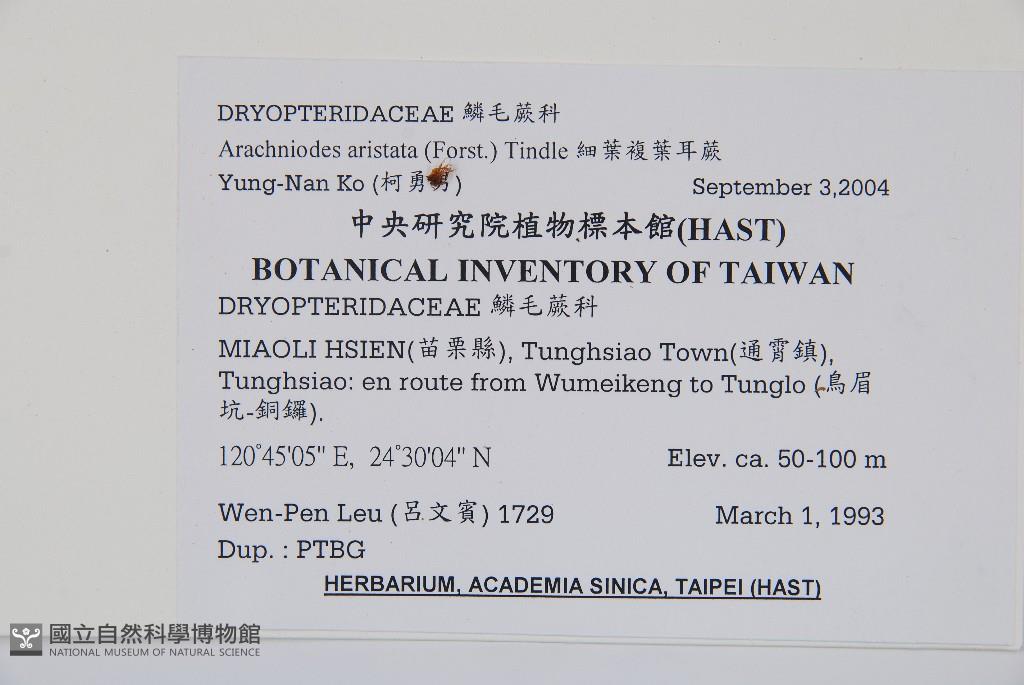 DRYOPTERIDACEAE 鱗毛蕨科
Arachniodes aristata (Forst.) Tindle 細葉複葉耳蕨
Yung-Nan Ko (柯勇男)
September 3,2004
中央研究院植物標本館(HAST)
BOTANICAL INVENTORY OF TAIWAN
DRYOPTERIDACEAE 鱗毛蕨科
MIAOLI HSIEN(苗栗縣), Tunghsiao Town(通霄鎮),
Tunghsiao: en route from Wumeikeng to Tunglo (烏眉
坑-銅鑼).
120°45'05" E, 24°30'04" N
Elev. ca. 50-100 m
Wen-Pen Leu (呂文賓) 1729
March 1, 1993
Dup. : PTBG
HERBARIUM, ACADEMIA SINICA, TAIPEI (HAST)
國立自然科學博物館
NATIONAL MUSEUM OF NATURAL SCIENCE